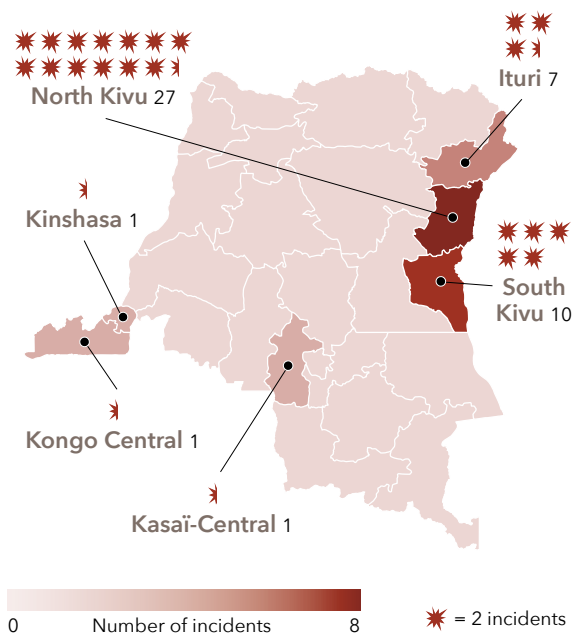 Ituri 7
North Kivu 27
Kinshasa 1
South
Kivu 10
Kongo Central 1
Kasaï-Central 1
0 Number of incidents 8
= 2 incidents